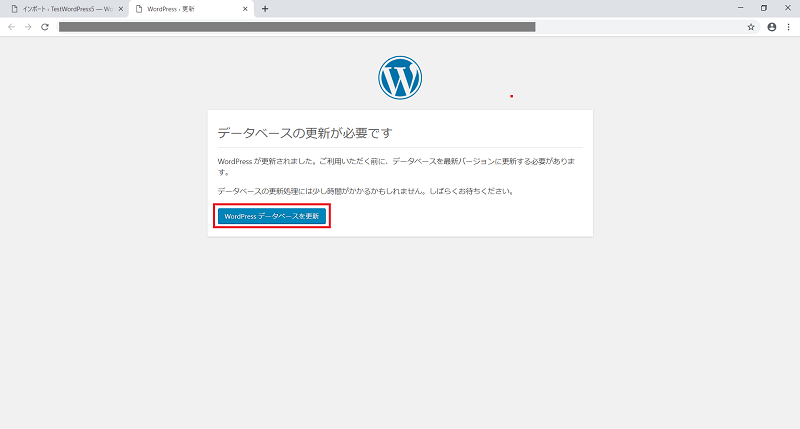 インポート ‹ TestWordPress5 — Wo
WordPress › 更新
データベースの更新が必要です
WordPress が更新されました。ご利用いただく前に、データベースを最新バージョンに更新する必要がありま
す。
データベースの更新処理には少し時間がかかるかもしれません。しばらくお待ちください。
WordPress データベースを更新